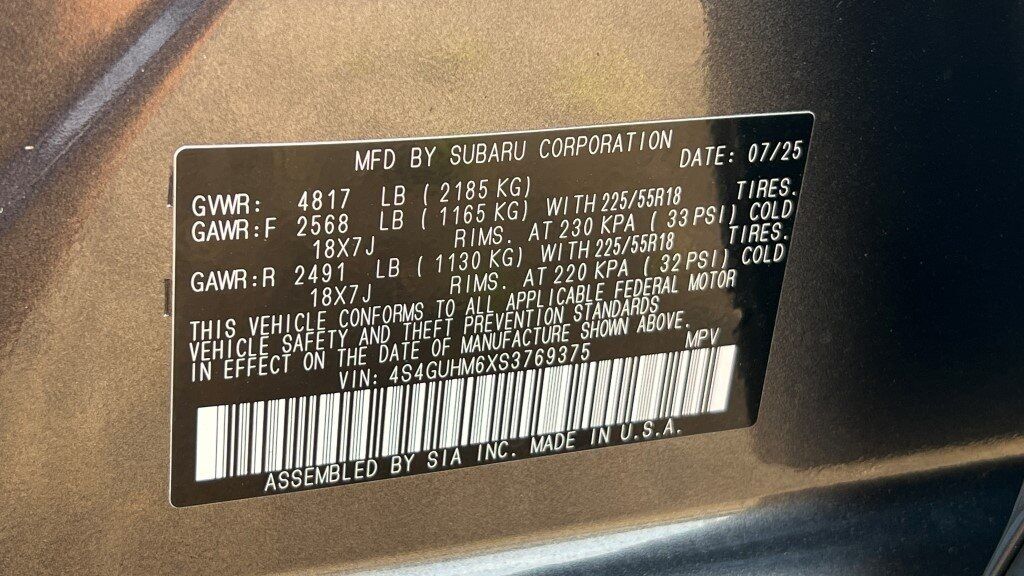 MFD BY SUBARU CORPORATION DATE: 07/25
GVWR: 4817 LB (2185 KG)
GAWR:F 2568 LB (1165 KG) WITH 225/55R18 TIRES.
18X7J RIMS. AT 230 KPA (33 PSI) COLD
GAWR:R 2491 LB (1130 KG) WITH 225/55R18 TIRES.
18X7J RIMS. AT 220 KPA (32 PSI) COLD
THIS VEHICLE CONFORMS TO ALL APPLICABLE FEDERAL MOTOR
VEHICLE SAFETY AND THEFT PREVENTION STANDARDS
IN EFFECT ON THE DATE OF MANUFACTURE SHOWN ABOVE.
VIN: 4S4GUHM6XS3769375 MPV
ASSEMBLED BY SIA INC. MADE IN U.S.A.